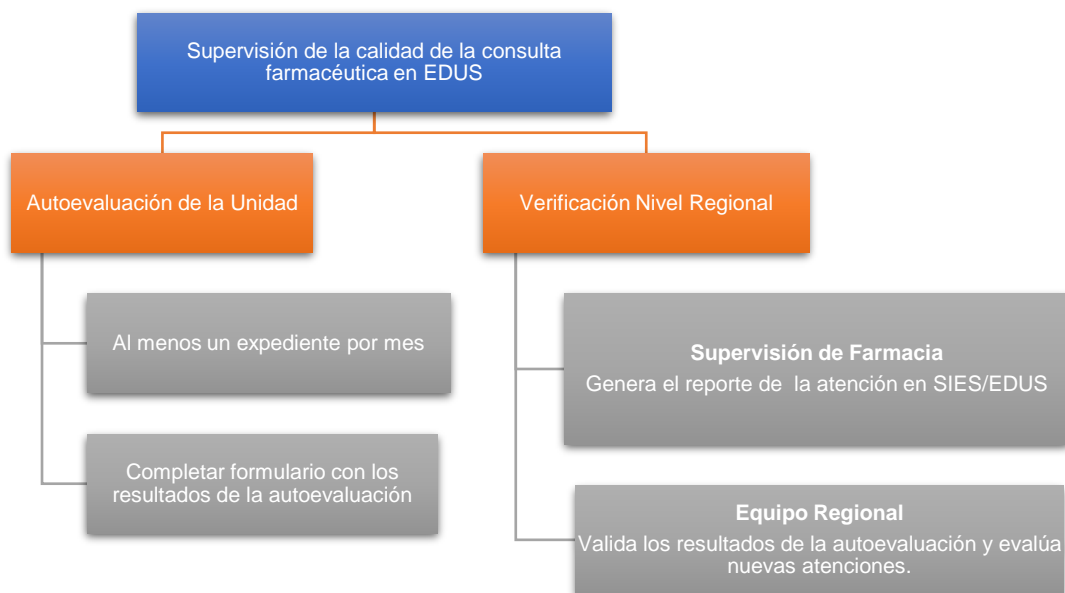 Supervisión de la calidad de la consulta
farmacéutica en EDUS
Autoevaluación de la Unidad
Verificación Nivel Regional
Al menos un expediente por mes
Completar formulario con los
resultados de la autoevaluación
Supervisión de Farmacia
Genera el reporte de la atención en SIES/EDUS
Equipo Regional
Valida los resultados de la autoevaluación y evalúa
nuevas atenciones.